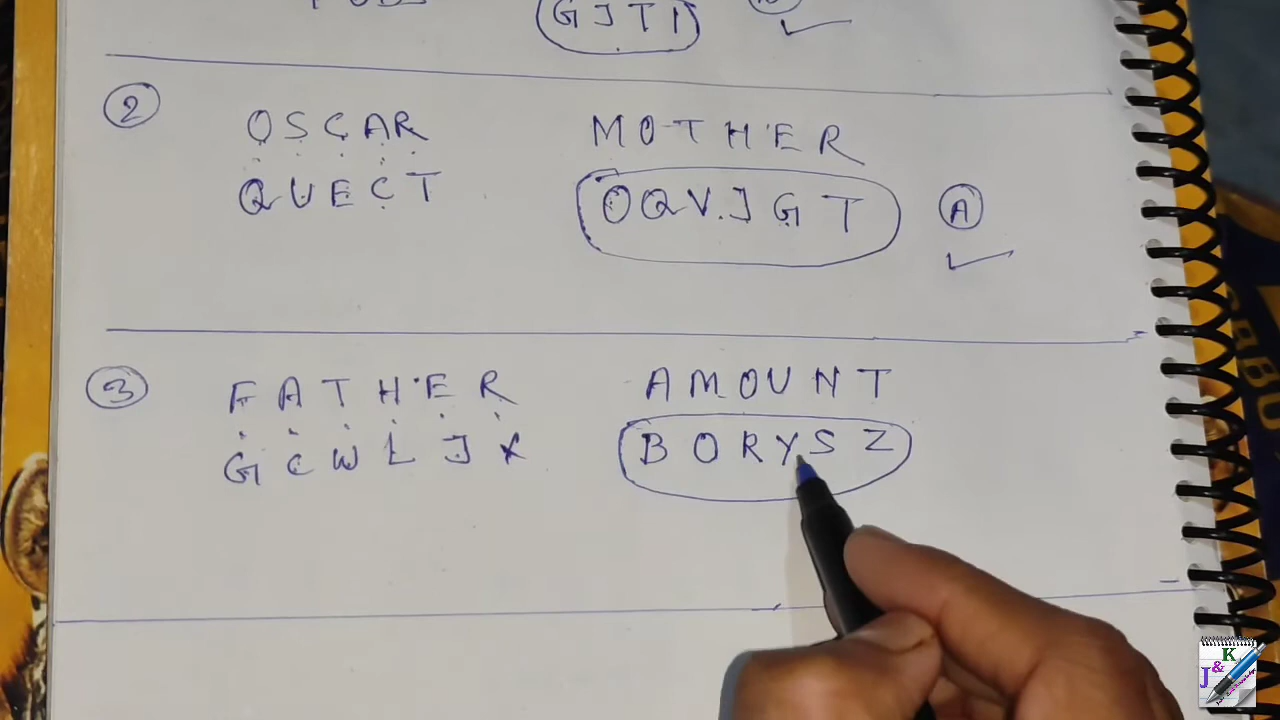 GJTI
2 OSCAR MOTHER
QUECT OQVJGT A
3 FATHER AMOUNT
GCWLJX BORYSZ
J&K